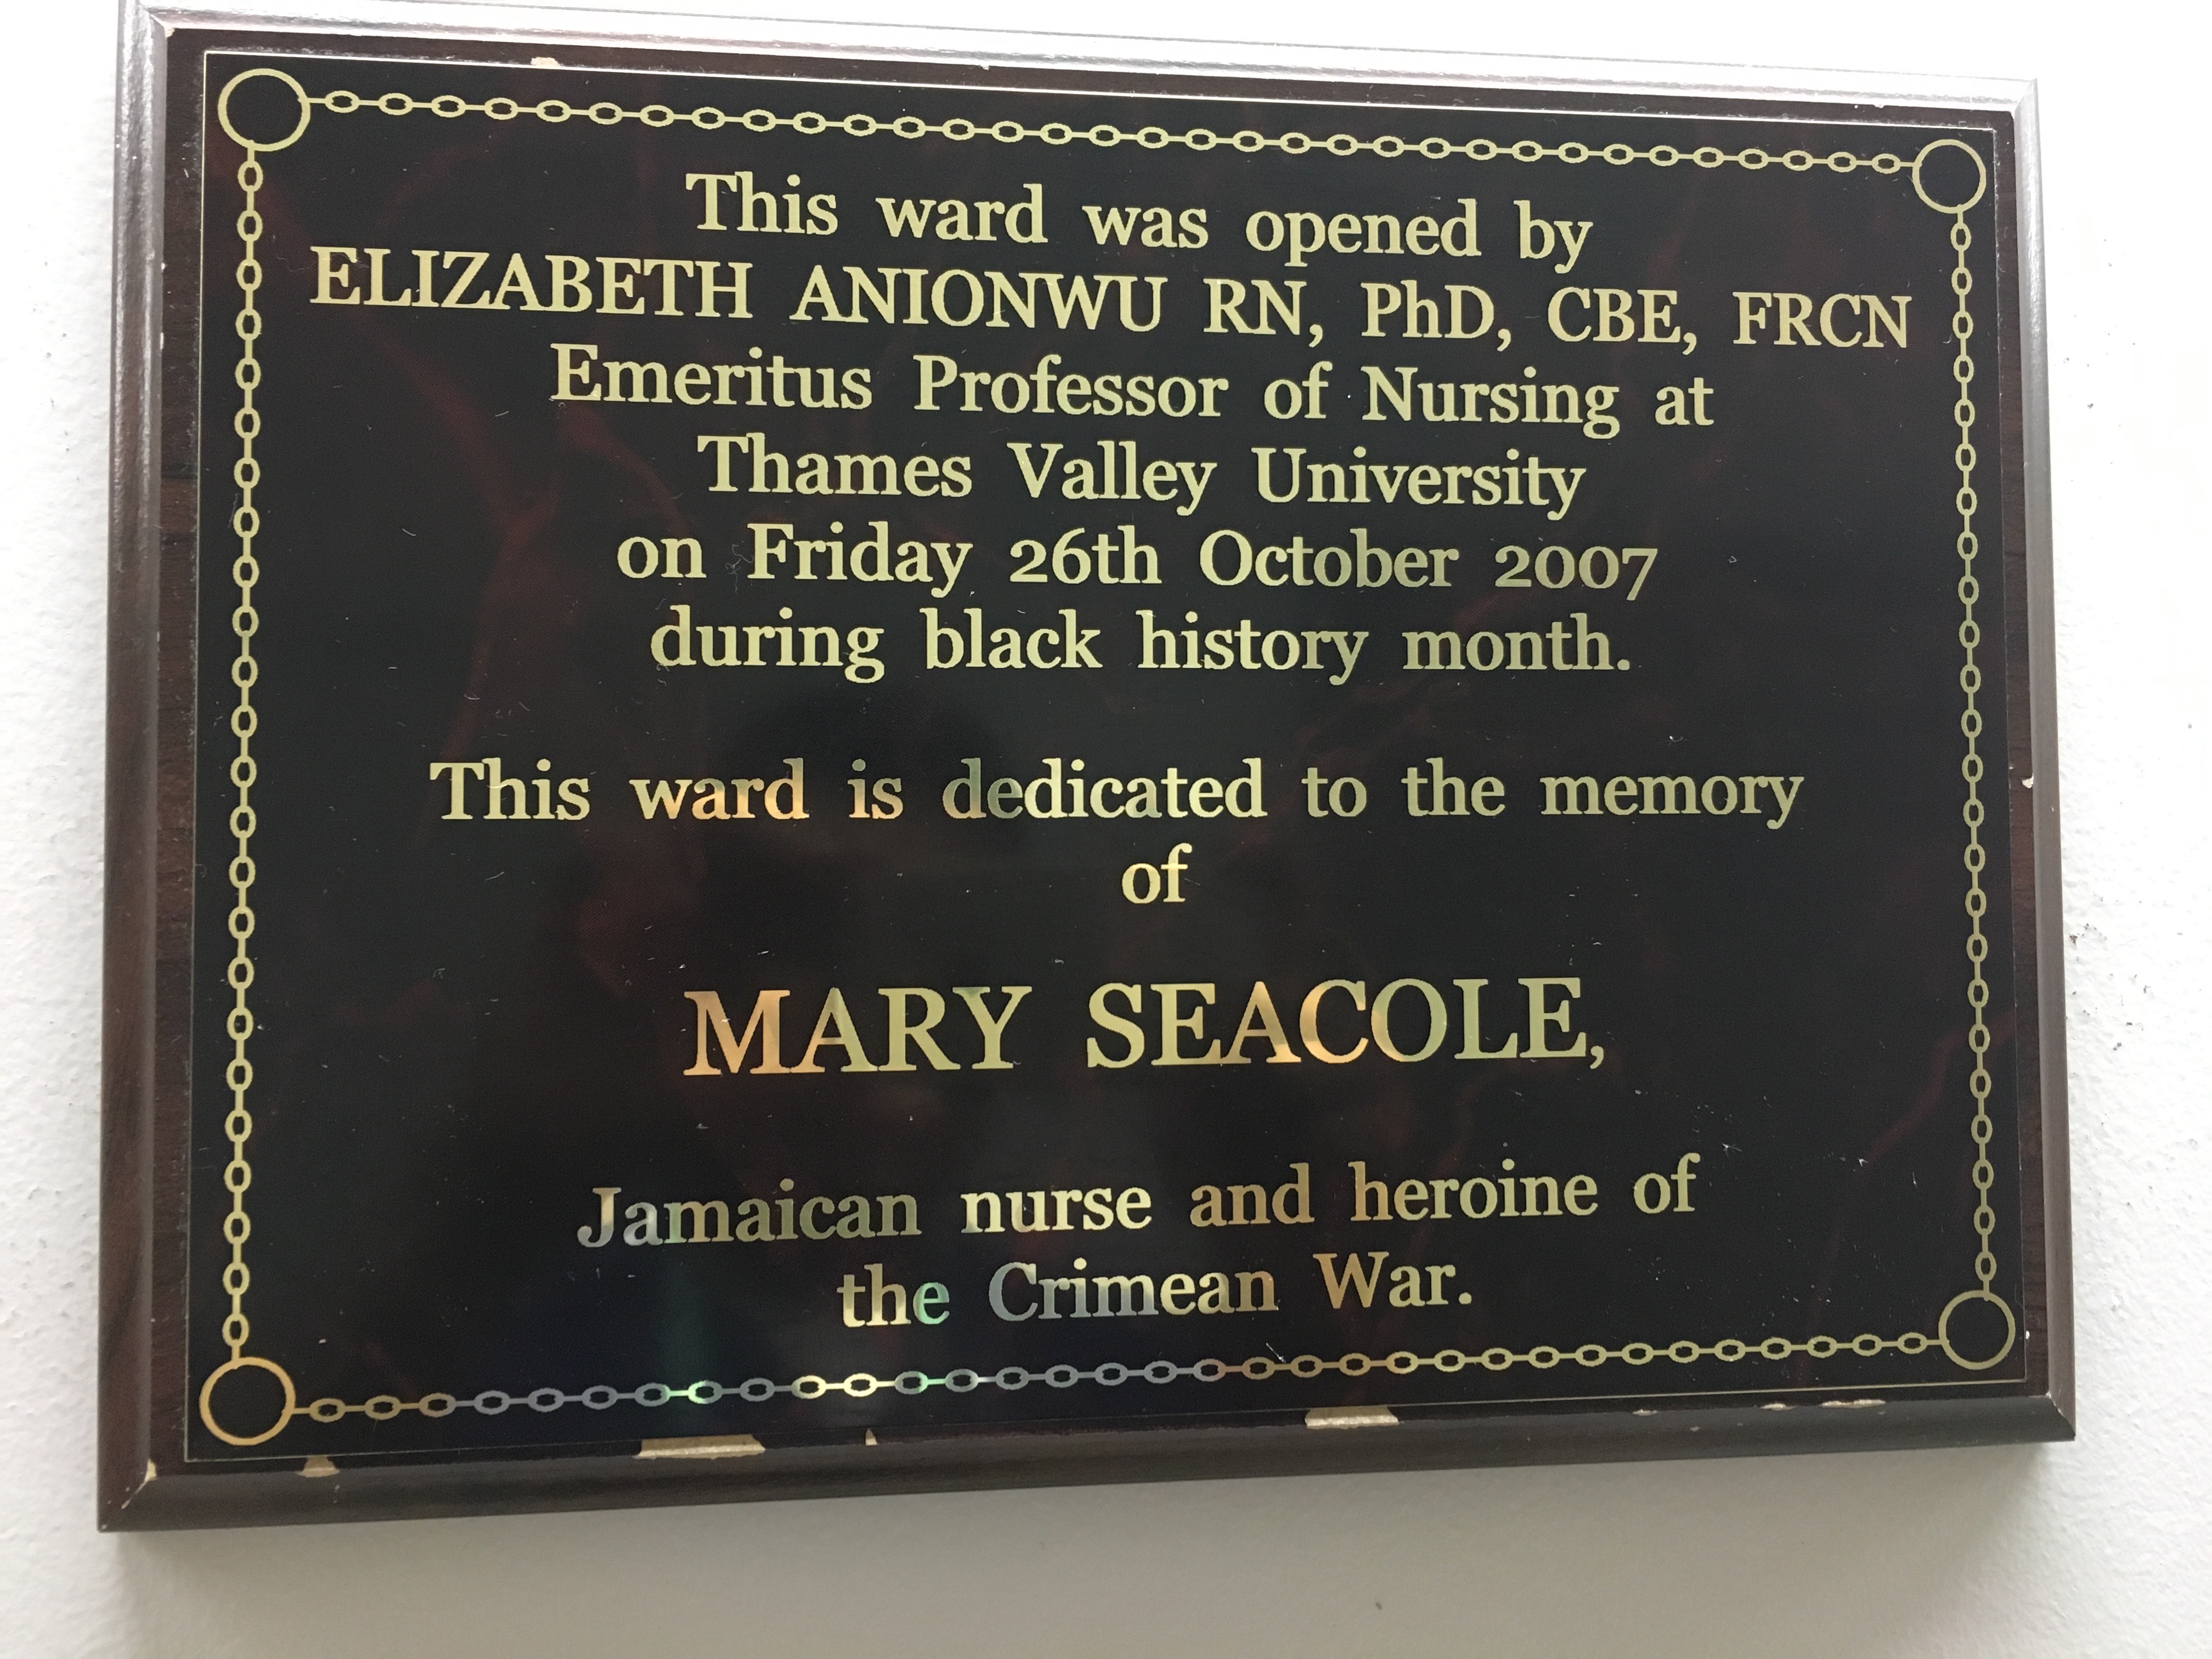 This ward was opened by
ELIZABETH ANIONWU RN, PhD, CBE, FRCN
Emeritus Professor of Nursing at
Thames Valley University
on Friday 26th October 2007
during black history month.
This ward is dedicated to the memory
of
MARY SEACOLE,
Jamaican nurse and heroine of
the Crimean War.